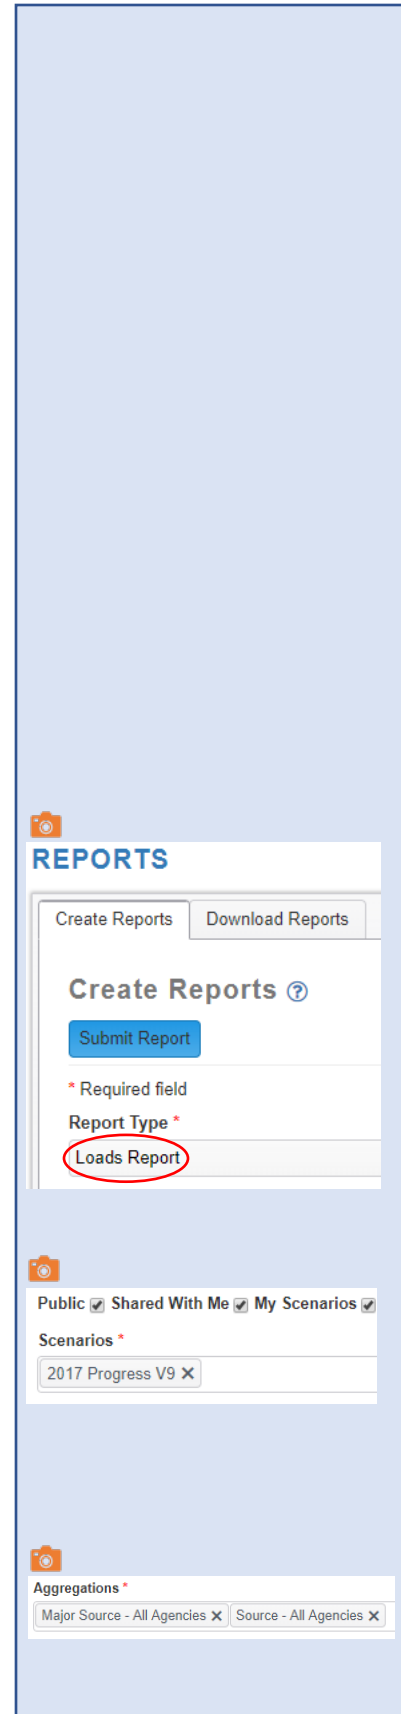 REPORTS
Create Reports Download Reports
Create Reports ?
Submit Report
* Required field
Report Type *
Loads Report
Public Shared With Me My Scenarios
Scenarios *
2017 Progress V9 ×
Aggregations *
Major Source - All Agencies × Source - All Agencies ×